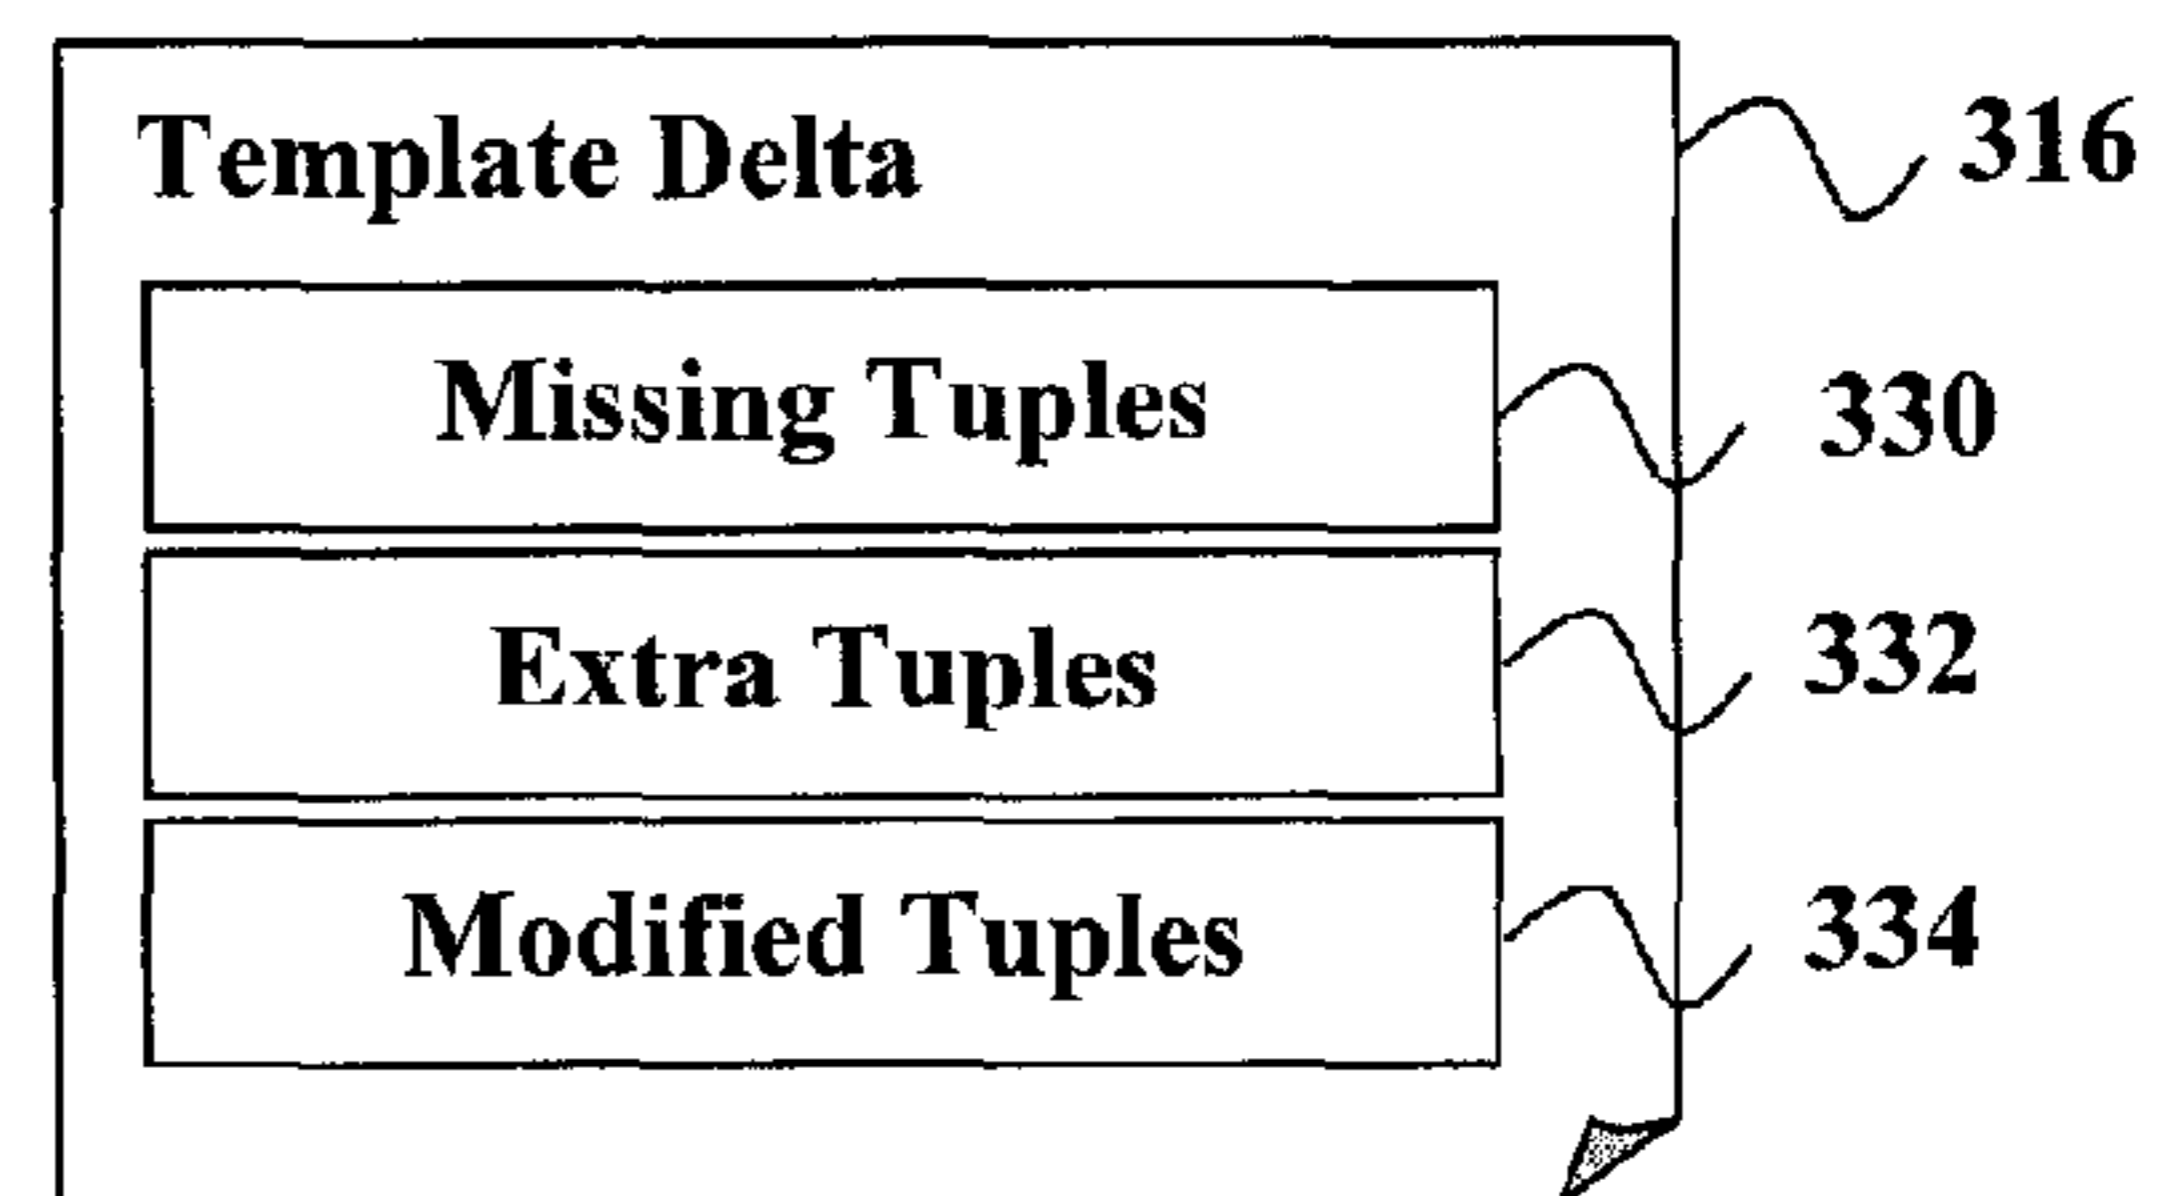 Template Delta
316
Missing Tuples
330
Extra Tuples
332
Modified Tuples
334